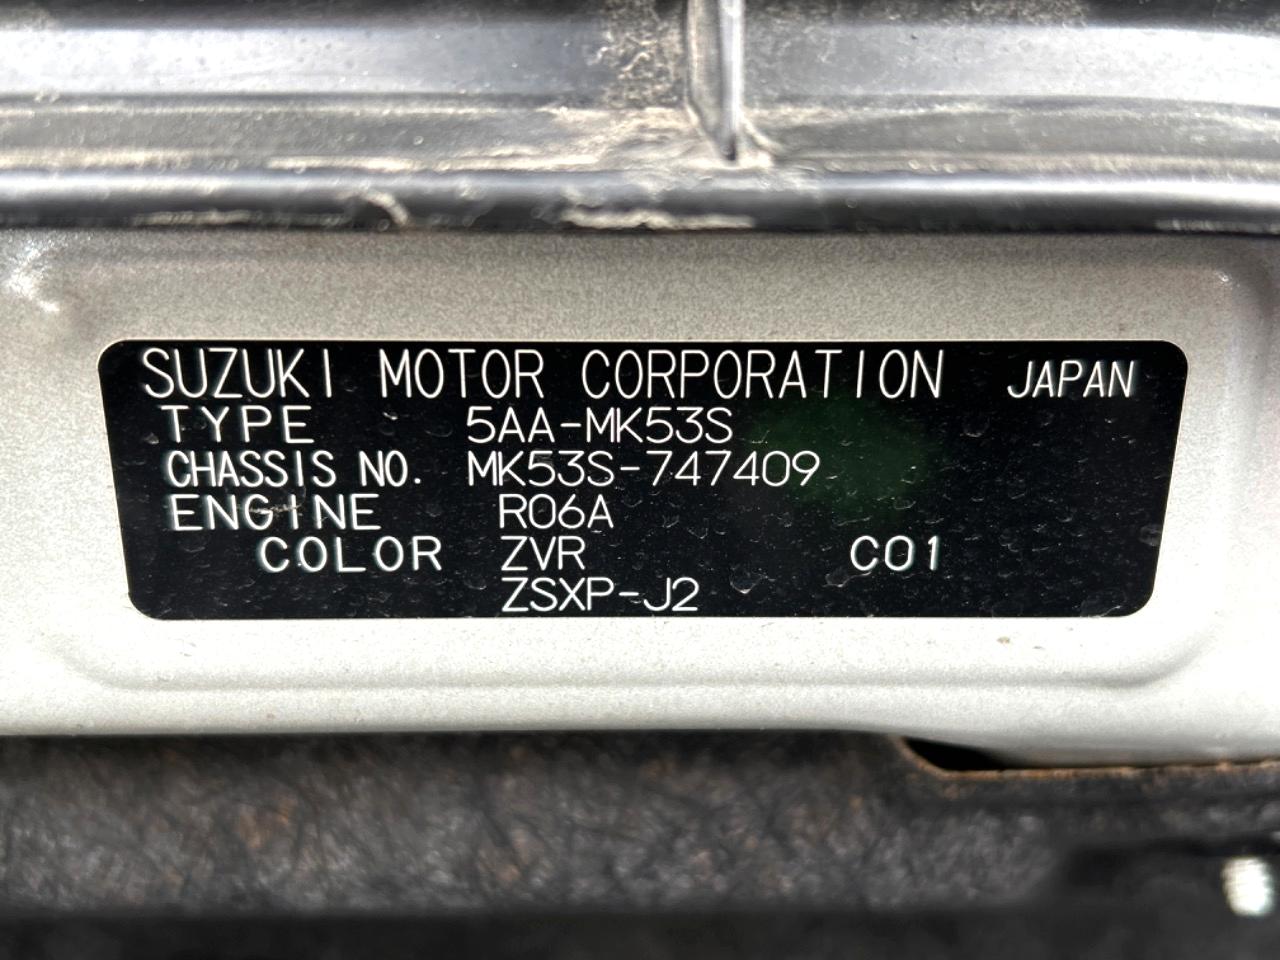 SUZUKI MOTOR CORPORATION JAPAN
TYPE 5AA-MK53S
CHASSIS NO. MK53S-747409
ENGINE R06A
COLOR ZVR C01
ZSXP-J2